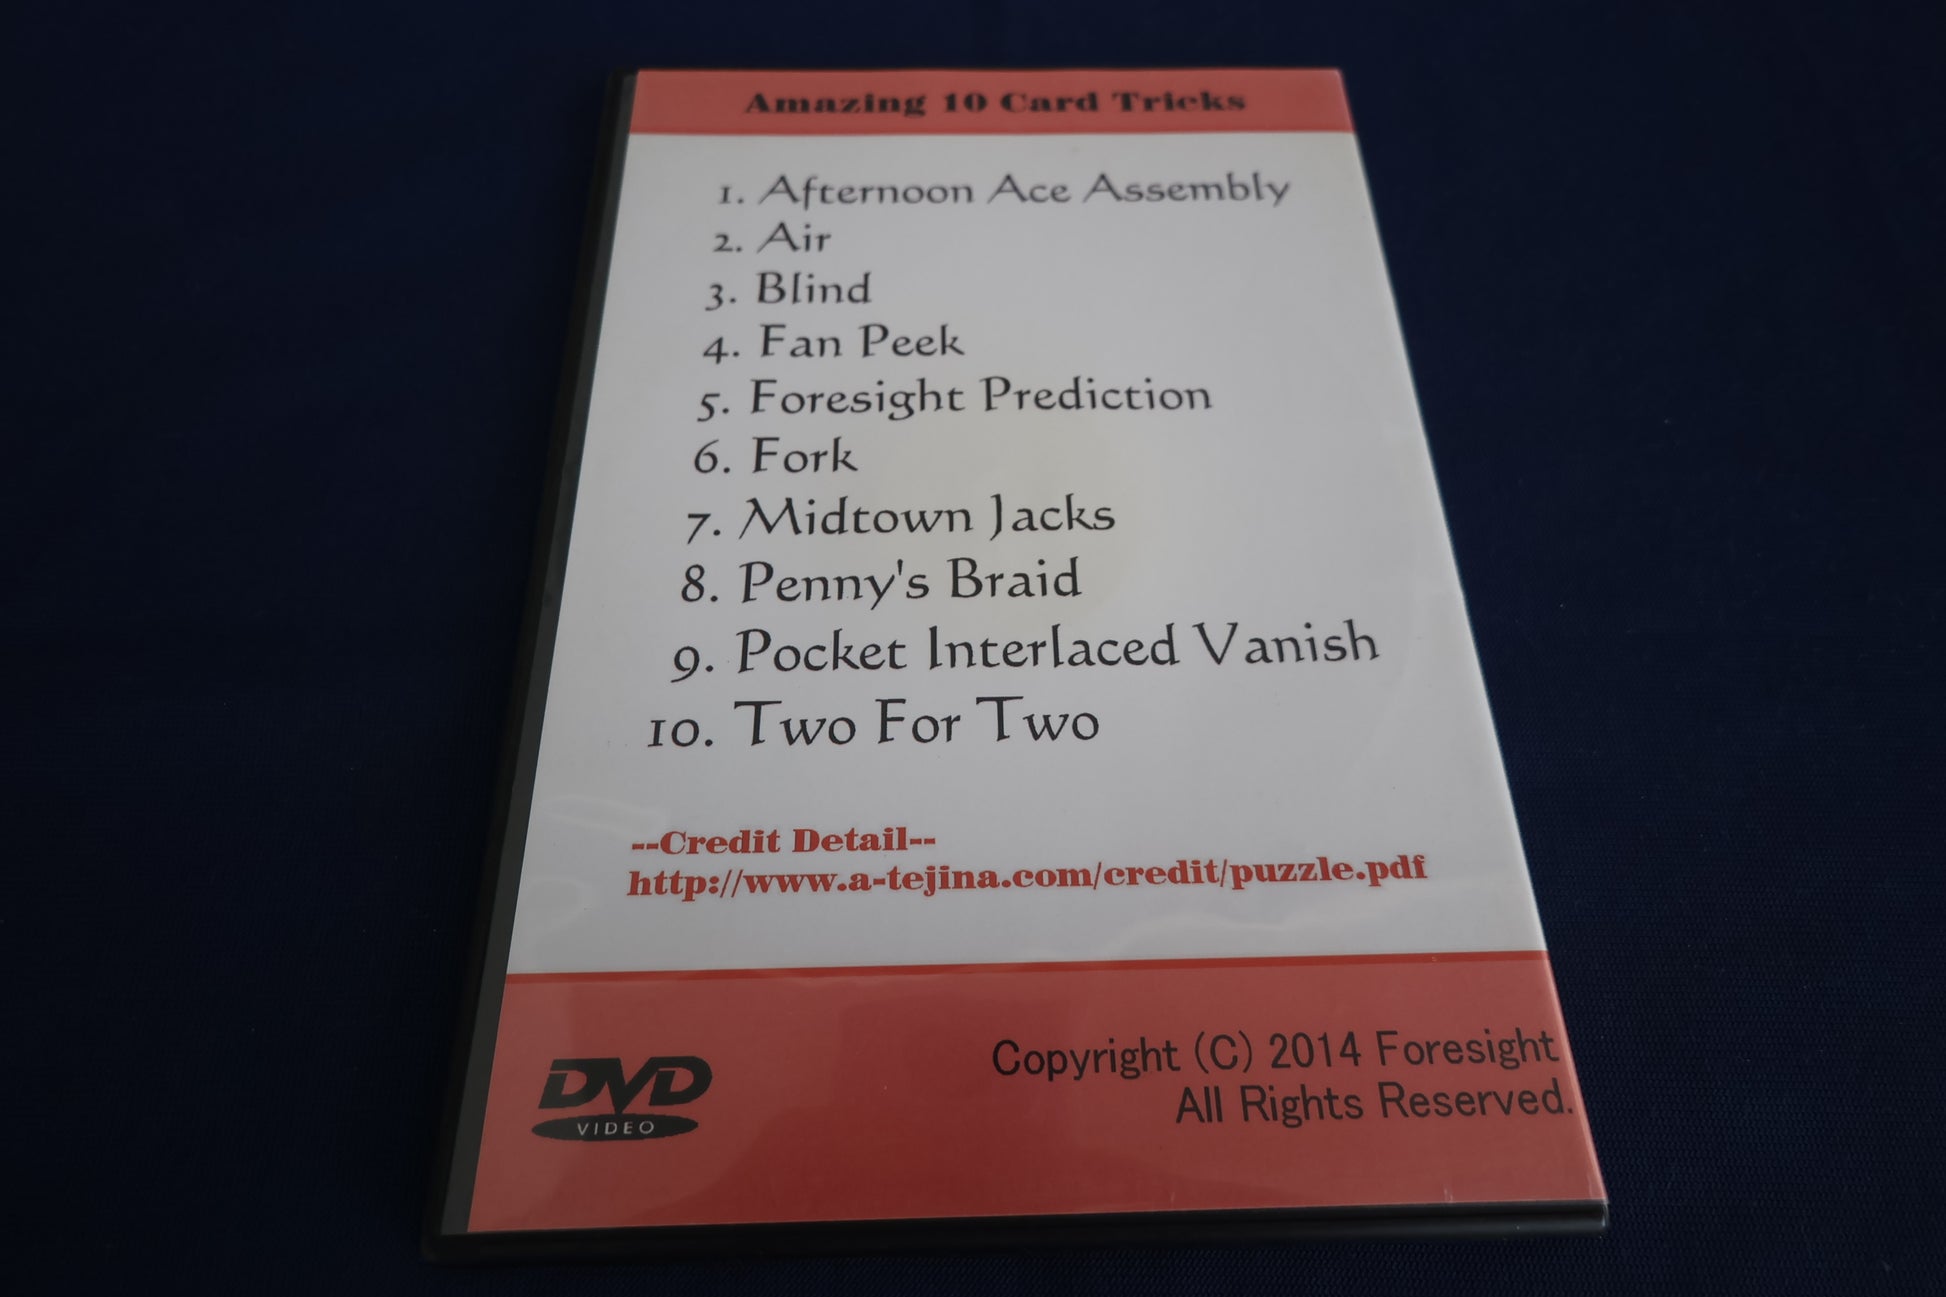 Amazing 10 Card Tricks
1. Afternoon Ace Assembly
2. Air
3. Blind
4. Fan Peek
5. Foresight Prediction
6. Fork
7. Midtown Jacks
8. Penny's Braid
9. Pocket Interlaced Vanish
10. Two For Two
--Credit Detail--
http://www.a-tejina.com/credit/puzzle.pdf
Copyright (C) 2014 Foresight
All Rights Reserved.
DVD
VIDEO